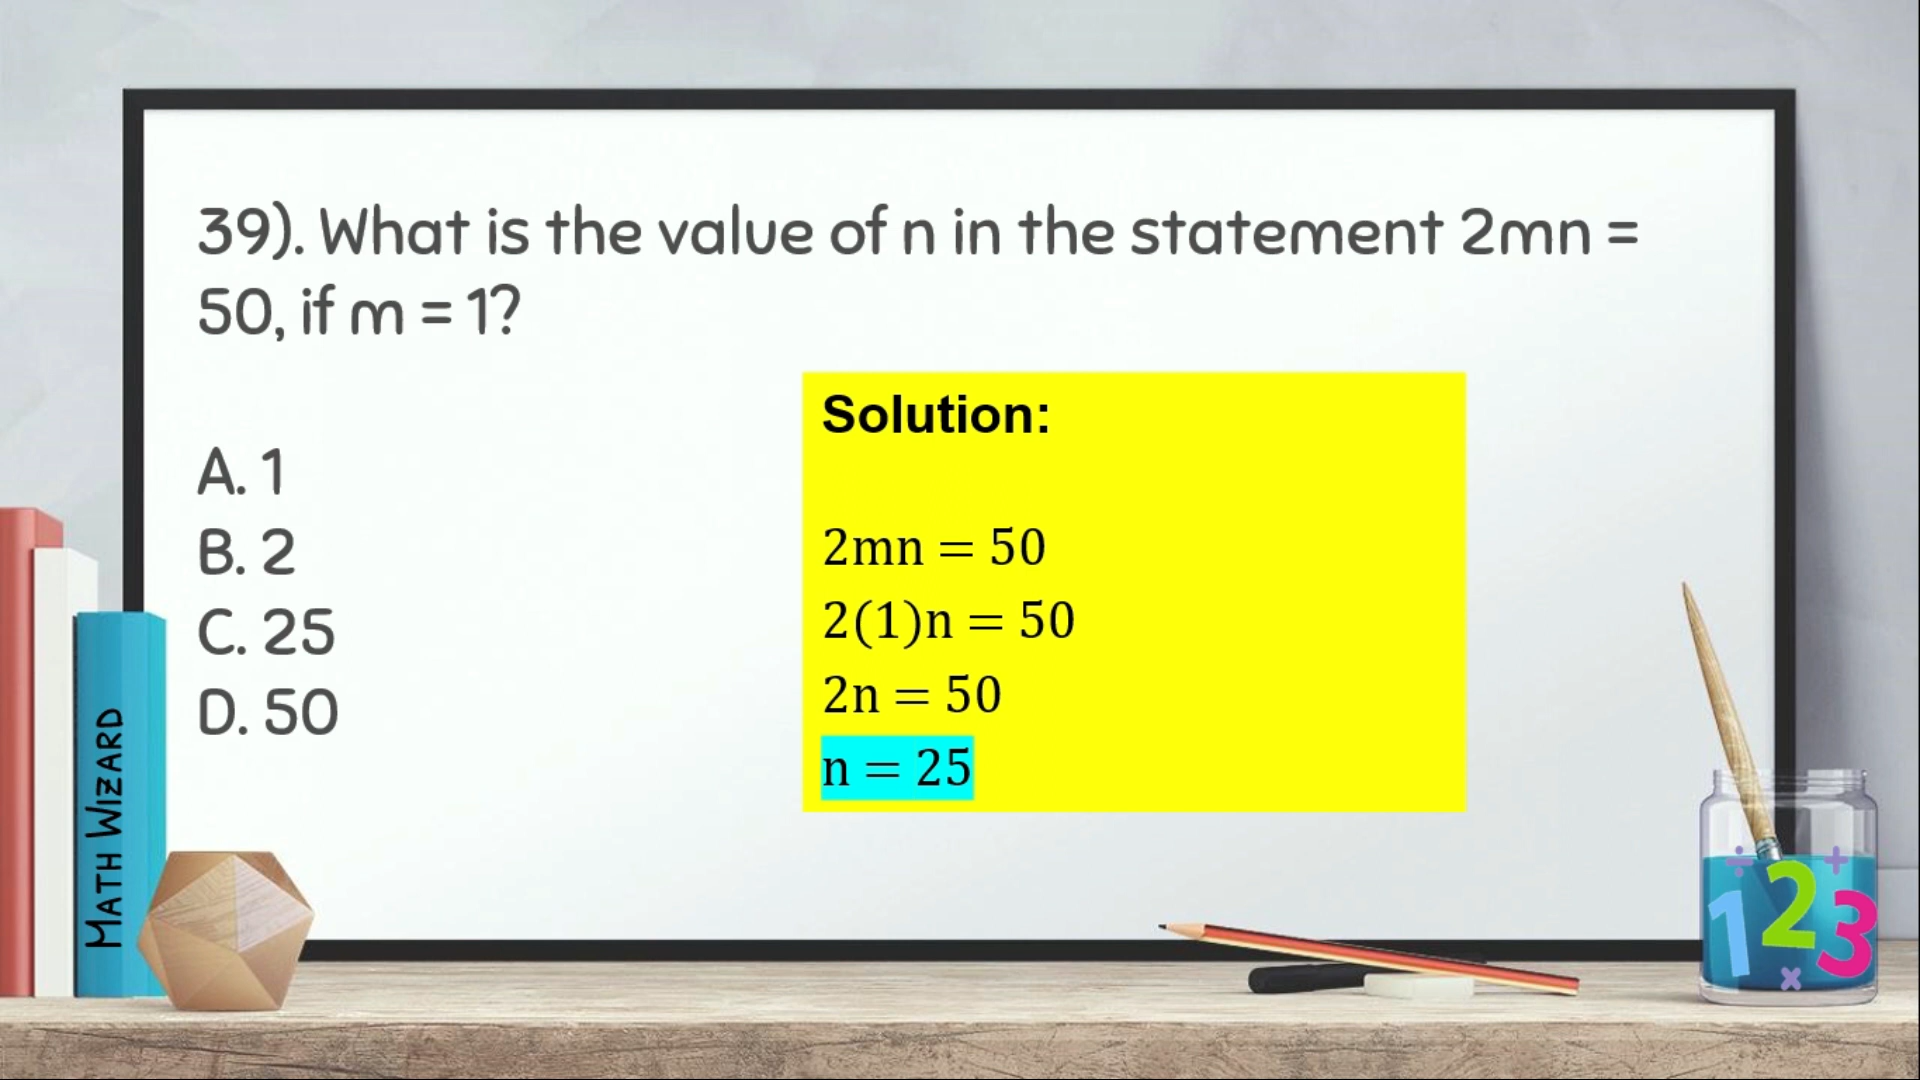 39). What is the value of n in the statement 2mn =
50, if m = 1?
A. 1
B. 2
C. 25
D. 50
Solution:
2mn = 50
2(1)n = 50
2n = 50
n = 25
MATH WIZARD
÷ +
123
×